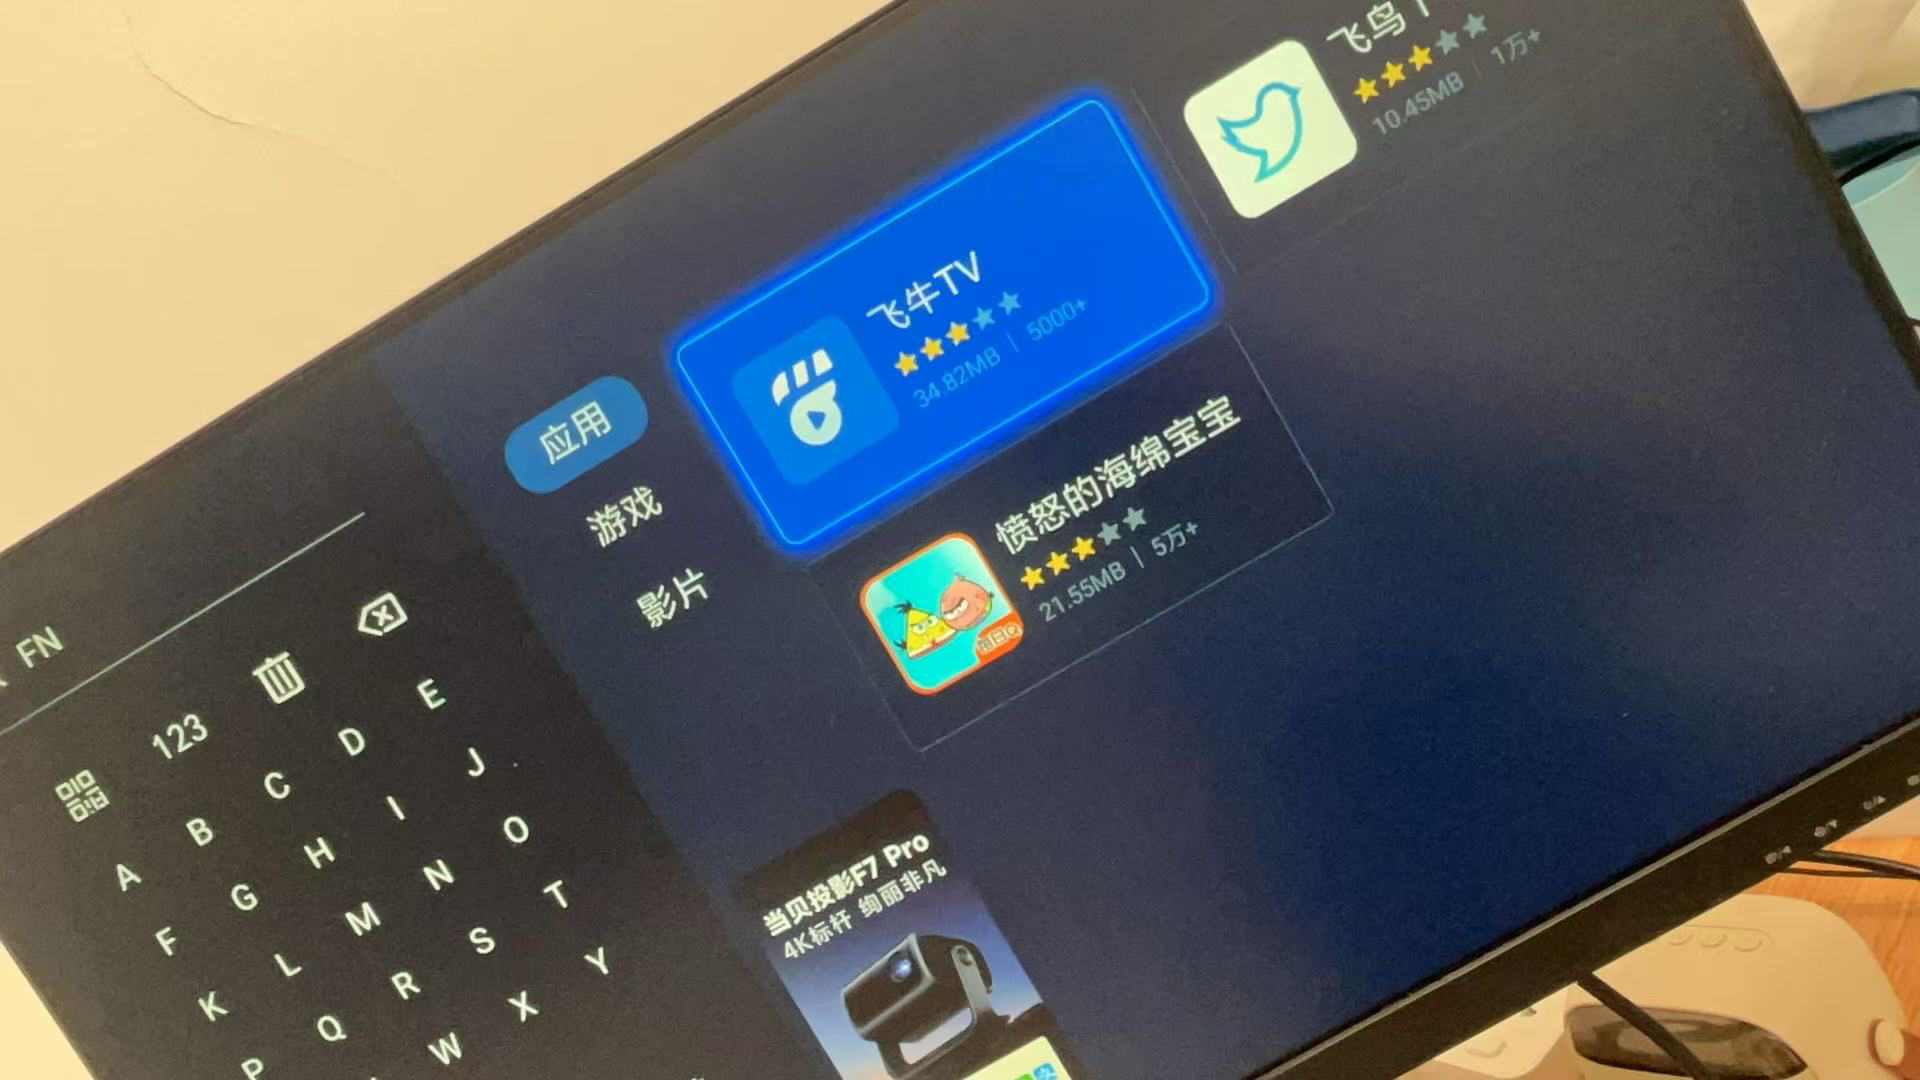 FN
123
A B C D E
F G H I J
K L M N O
P Q R S T
W X Y
应用
游戏
影片
飞牛TV
34.82MB | 5000+
飞鸟
10.45MB | 1万+
愤怒的海绵宝宝
21.55MB | 5万+
当贝投影F7 Pro
4K标杆 绚丽非凡